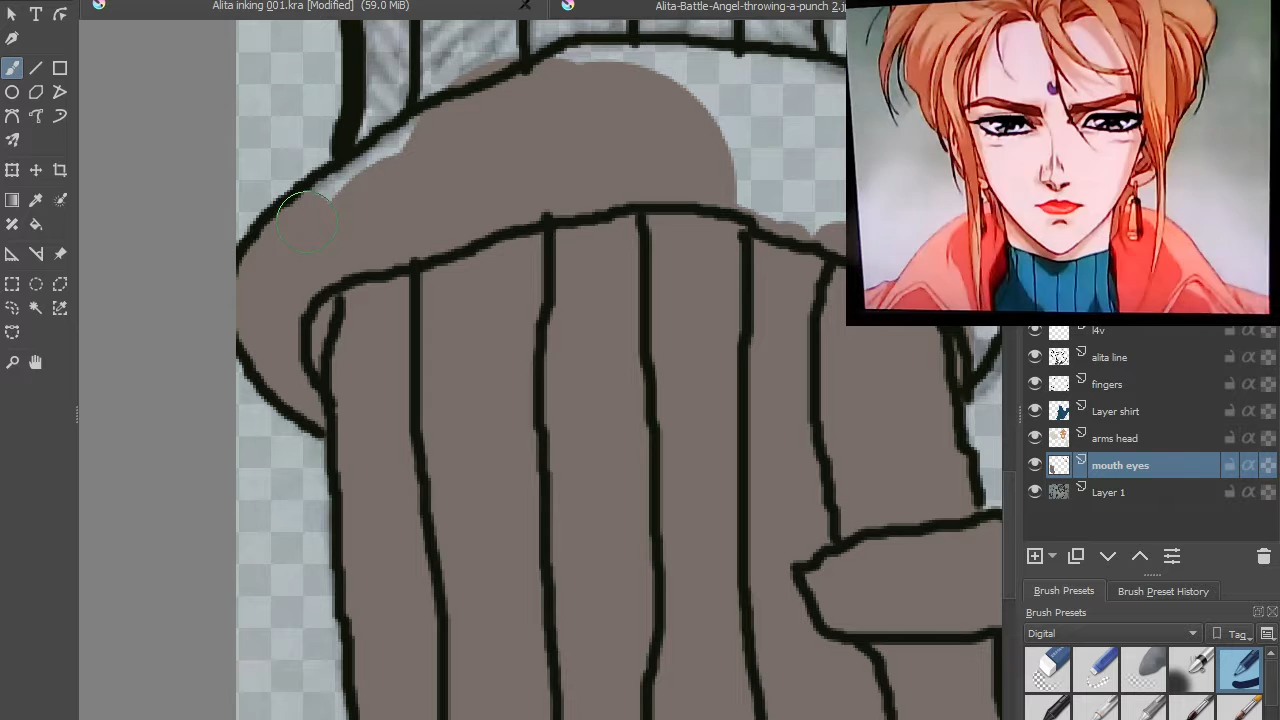 Alita inking 001.kra [Modified] (59.0 MiB)
Alita-Battle-Angel-throwing-a-punch 2.j
l4v
alita line
fingers
Layer shirt
arms head
mouth eyes
Layer 1
Brush Presets
Brush Preset History
Brush Presets
Digital
Tag